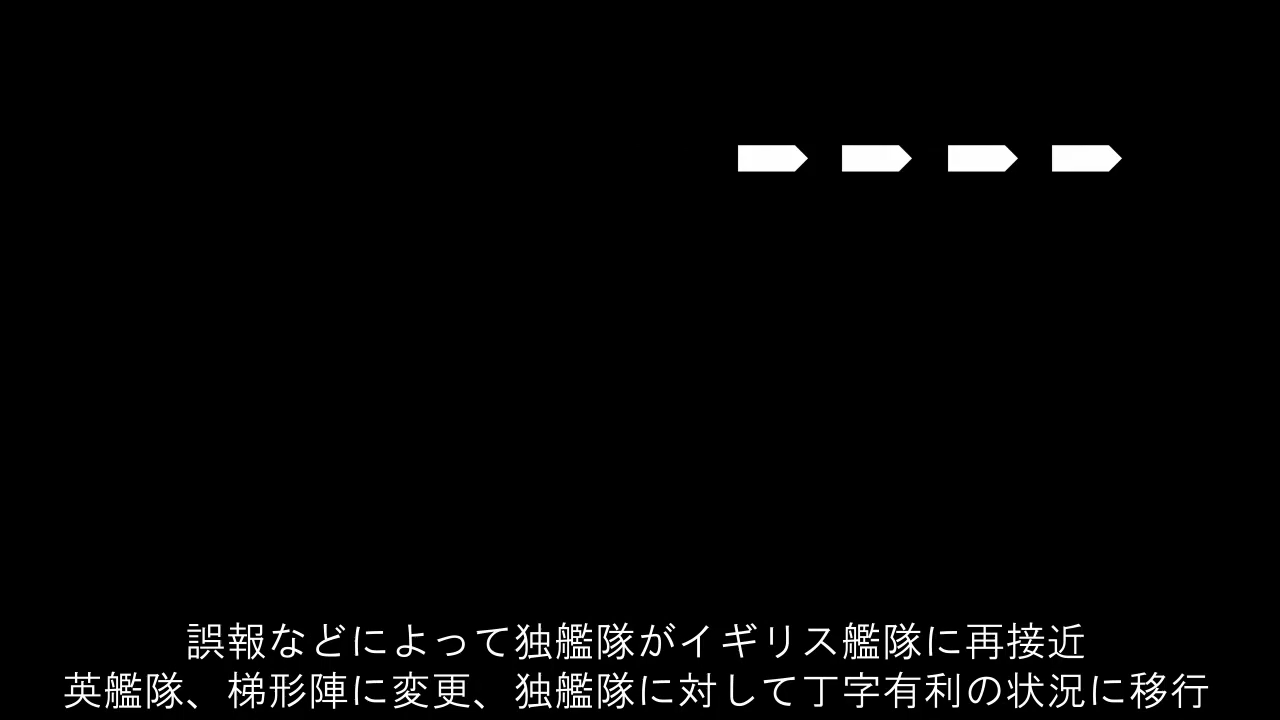 誤報などによって独艦隊がイギリス艦隊に再接近
英艦隊、梯形陣に変更、独艦隊に対して丁字有利の状況に移行